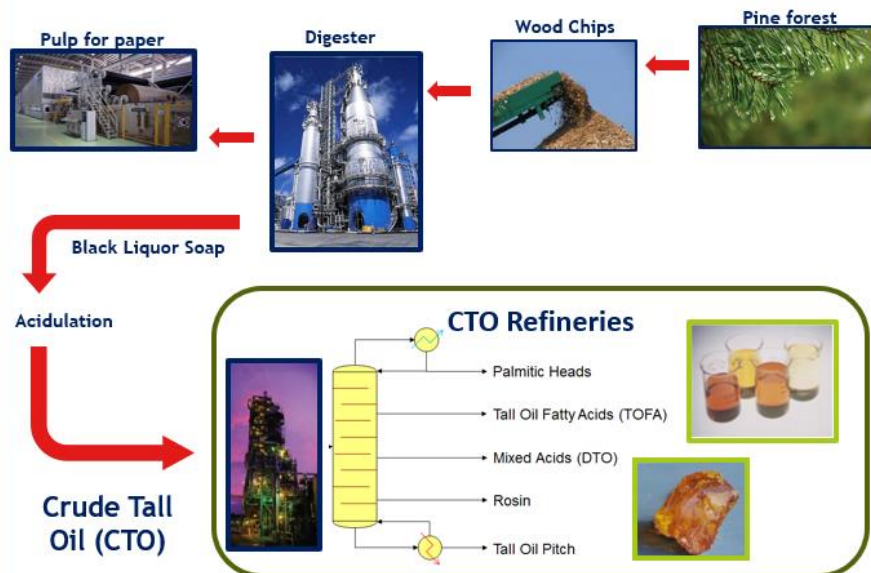 Pine forest
Wood Chips
Digester
Pulp for paper
Black Liquor Soap
Acidulation
Crude Tall
Oil (CTO)
CTO Refineries
Palmitic Heads
Tall Oil Fatty Acids (TOFA)
Mixed Acids (DTO)
Rosin
Tall Oil Pitch